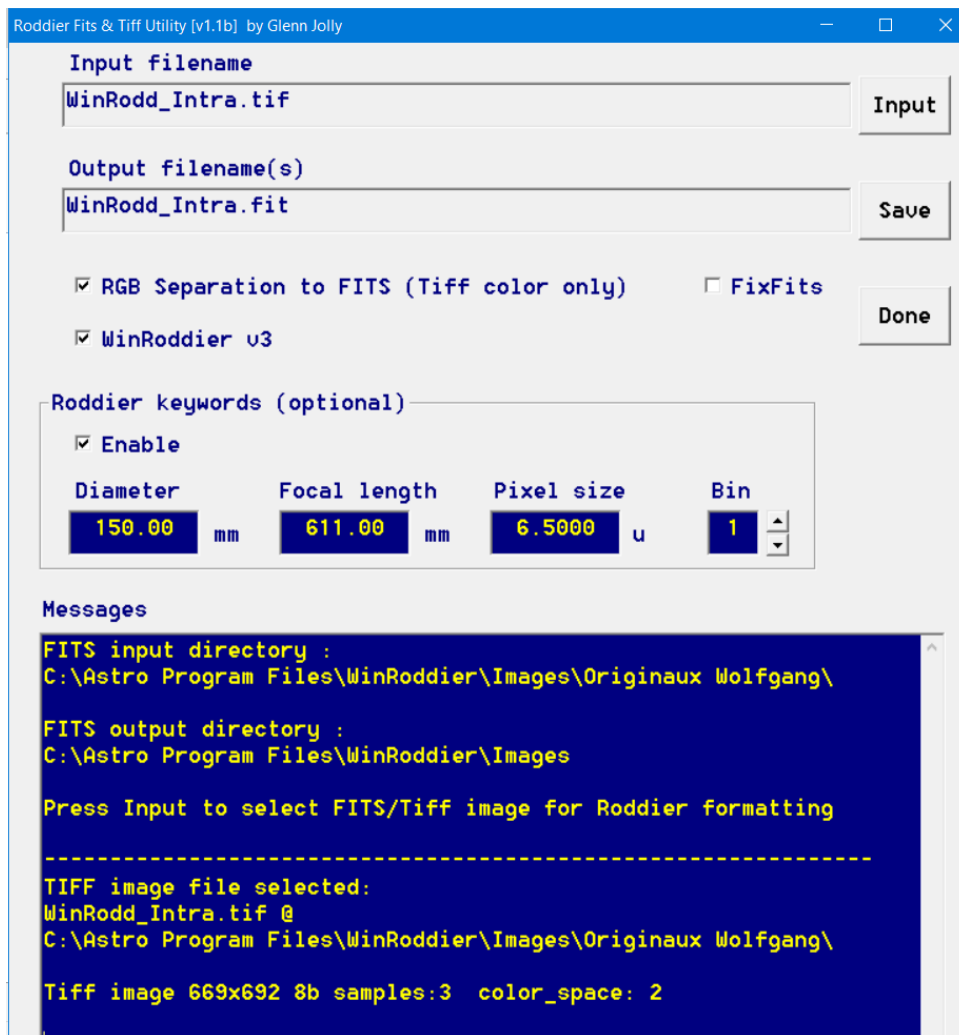 Roddier Fits & Tiff Utility [v1.1b] by Glenn Jolly
Input filename
WinRodd_Intra.tif
Input
Output filename(s)
WinRodd_Intra.fit
Save
RGB Separation to FITS (Tiff color only)
FixFits
Done
WinRoddier v3
Roddier keywords (optional)
Enable
Diameter Focal length Pixel size Bin
150.00 mm 611.00 mm 6.5000 u 1
Messages
FITS input directory :
C:\Astro Program Files\WinRoddier\Images\Originaux Wolfgang\
FITS output directory :
C:\Astro Program Files\WinRoddier\Images
Press Input to select FITS/Tiff image for Roddier formatting
---------------------------------------------------------------
TIFF image file selected:
WinRodd_Intra.tif @
C:\Astro Program Files\WinRoddier\Images\Originaux Wolfgang\
Tiff image 669x692 8b samples:3  color_space: 2